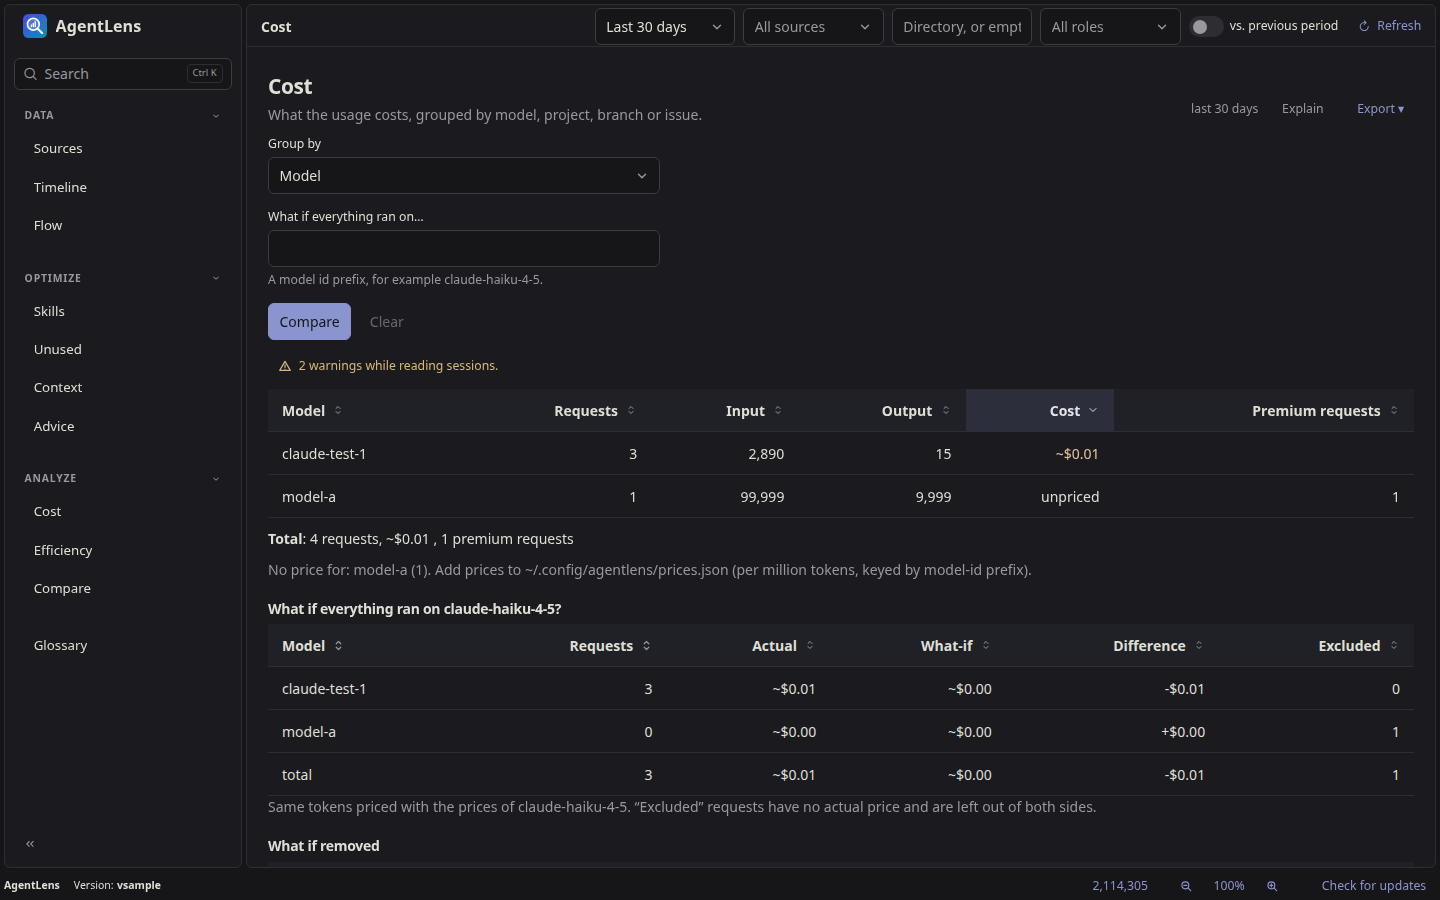 AgentLens
Cost
Last 30 days
All sources
Directory, or empt
All roles
vs. previous period
Refresh
Search
Ctrl K
DATA
Sources
Timeline
Flow
OPTIMIZE
Skills
Unused
Context
Advice
ANALYZE
Cost
Efficiency
Compare
Glossary
«
Cost
What the usage costs, grouped by model, project, branch or issue.
last 30 days
Explain
Export ▾
Group by
Model
What if everything ran on...
A model id prefix, for example claude-haiku-4-5.
Compare
Clear
2 warnings while reading sessions.
Model Requests Input Output Cost Premium requests
claude-test-1 3 2,890 15 ~$0.01
model-a 1 99,999 9,999 unpriced 1
Total: 4 requests, ~$0.01 , 1 premium requests
No price for: model-a (1). Add prices to ~/.config/agentlens/prices.json (per million tokens, keyed by model-id prefix).
What if everything ran on claude-haiku-4-5?
Model Requests Actual What-if Difference Excluded
claude-test-1 3 ~$0.01 ~$0.00 -$0.01 0
model-a 0 ~$0.00 ~$0.00 +$0.00 1
total 3 ~$0.01 ~$0.00 -$0.01 1
Same tokens priced with the prices of claude-haiku-4-5. “Excluded” requests have no actual price and are left out of both sides.
What if removed
AgentLens Version: vsample
2,114,305
100%
Check for updates